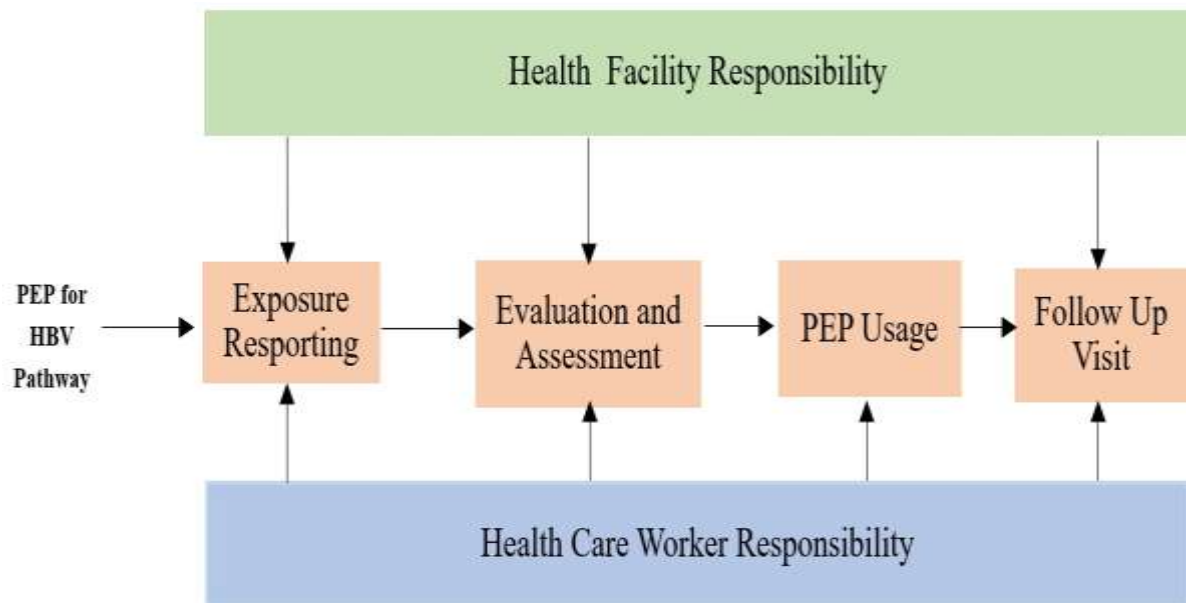 Health Facility Responsibility
PEP for
HBV
Pathway
Exposure
Resporting
Evaluation and
Assessment
PEP Usage
Follow Up
Visit
Health Care Worker Responsibility